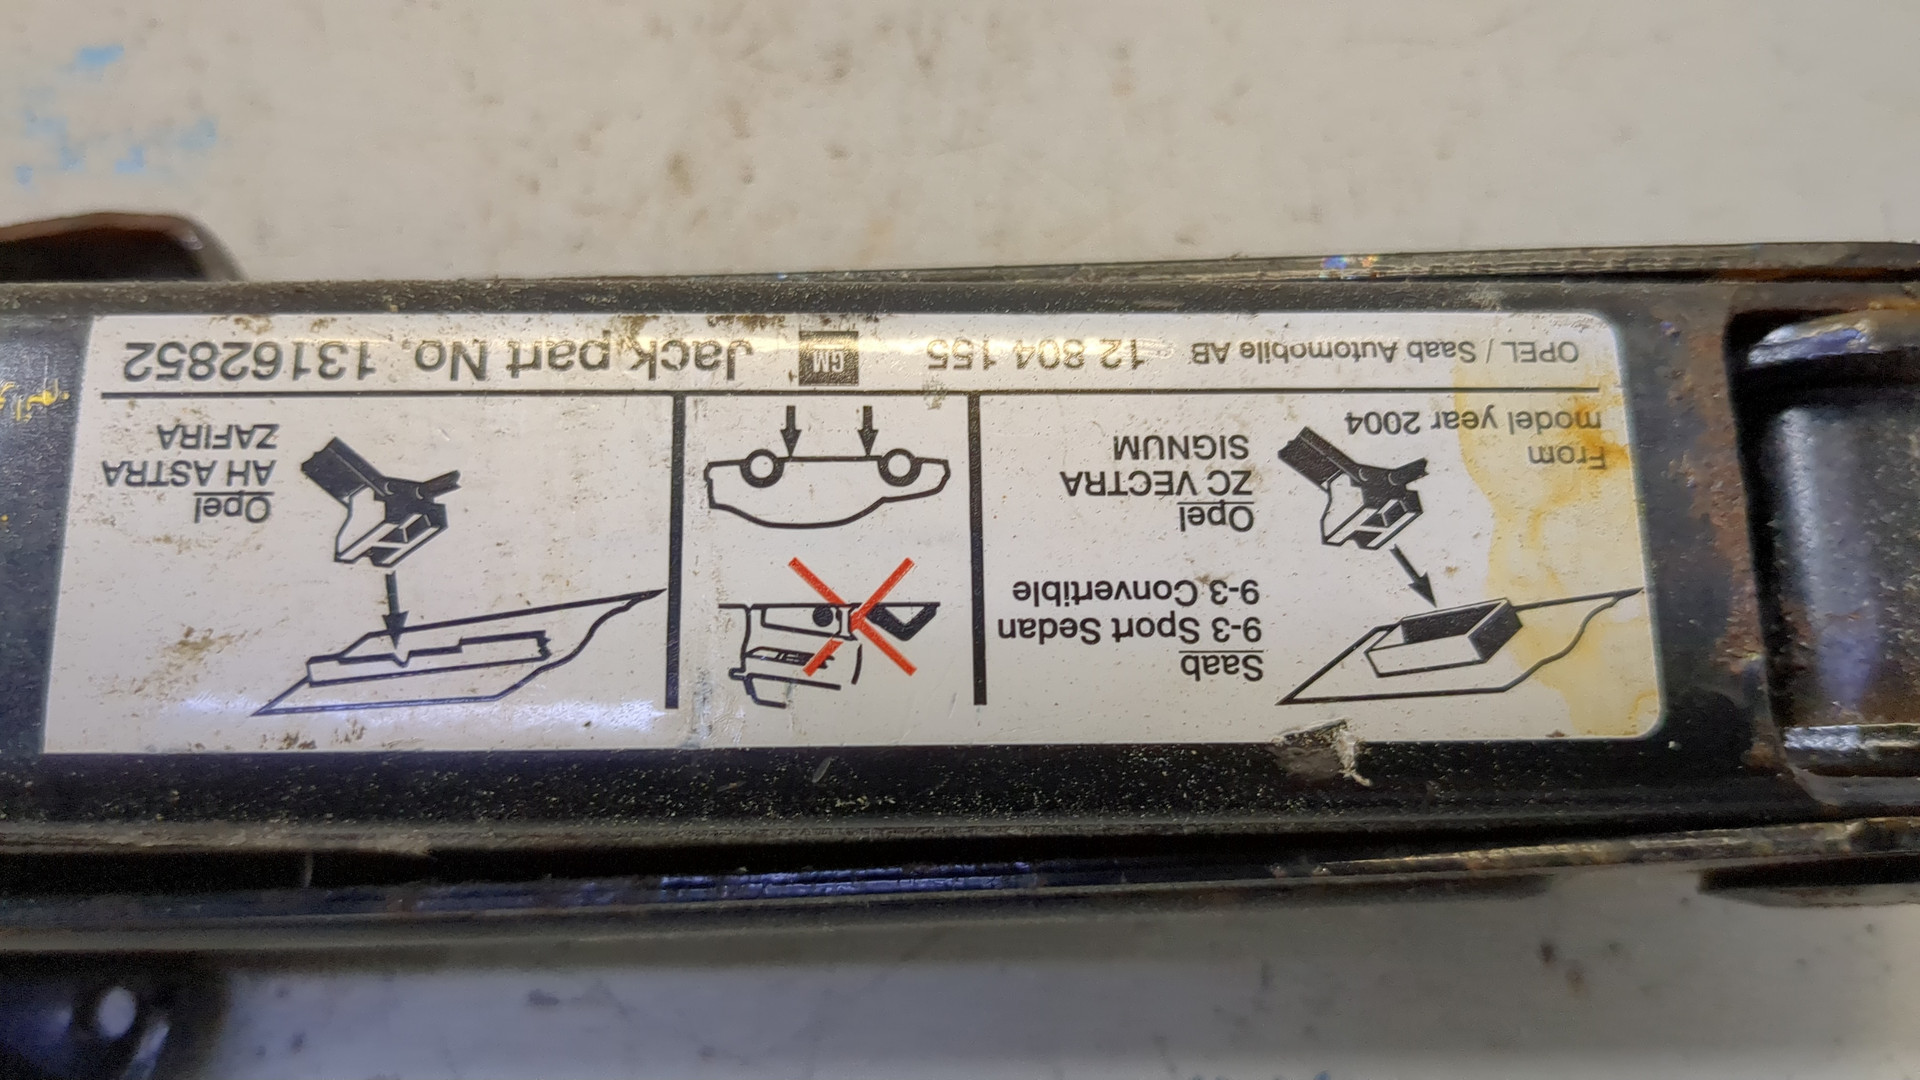 Saab
9-3 Sport Sedan
9-3 Convertible
Opel
ZC VECTRA
SIGNUM
From
model year 2004
Opel
AH ASTRA
ZAFIRA
OPEL / Saab Automobile AB 12 804 155 GM Jack part No. 13162852